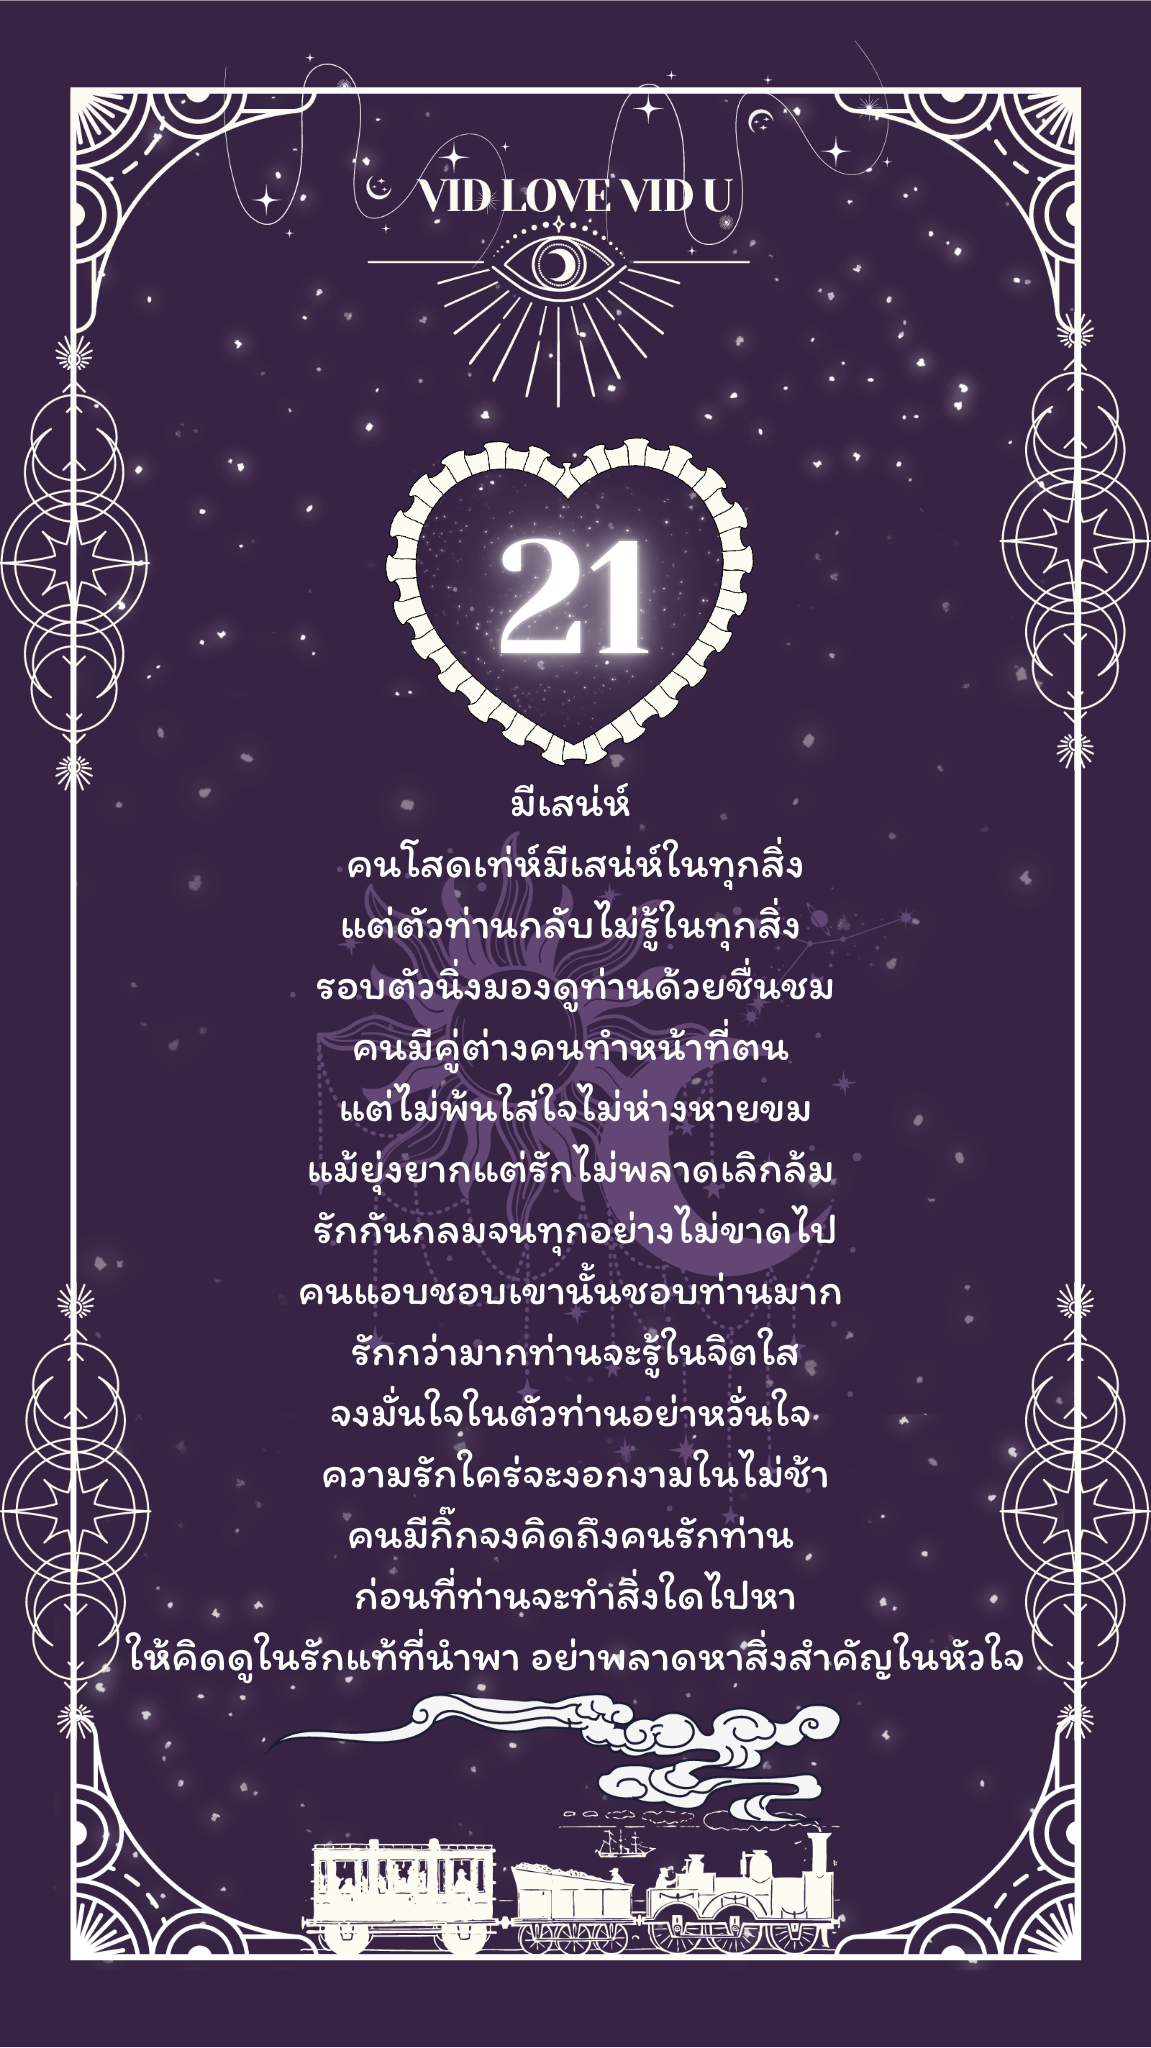 VID LOVE VID U
21
มีเสน่ห์
คนโสดเท่ห์มีเสน่ห์ในทุกสิ่ง
แต่ตัวท่านกลับไม่รู้ในทุกสิ่ง
รอบตัวนิ่งมองดูท่านด้วยชื่นชม
คนมีคู่ต่างคนทำหน้าที่ตน
แต่ไม่พ้นใส่ใจไม่ห่างหายขม
แม้ยุ่งยากแต่รักไม่พลาดเลิกล้ม
รักกันกลมจนทุกอย่างไม่ขาดไป
คนแอบชอบเขานั้นชอบท่านมาก
รักกว่ามากท่านจะรู้ในจิตใส
จงมั่นใจในตัวท่านอย่าหวั่นใจ
ความรักใคร่จะงอกงามในไม่ช้า
คนมีกิ๊กจงคิดถึงคนรักท่าน
ก่อนที่ท่านจะทำสิ่งใดไปหา
ให้คิดดูในรักแท้ที่นำพา อย่าพลาดหาสิ่งสำคัญในหัวใจ